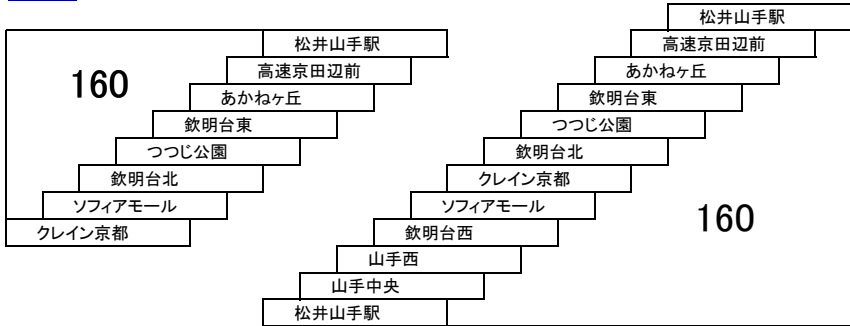 160
松井山手駅
高速京田辺前
あかねヶ丘
欽明台東
つつじ公園
欽明台北
ソフィアモール
クレイン京都
松井山手駅
高速京田辺前
あかねヶ丘
欽明台東
つつじ公園
欽明台北
クレイン京都
ソフィアモール
欽明台西
山手西
山手中央
松井山手駅
160